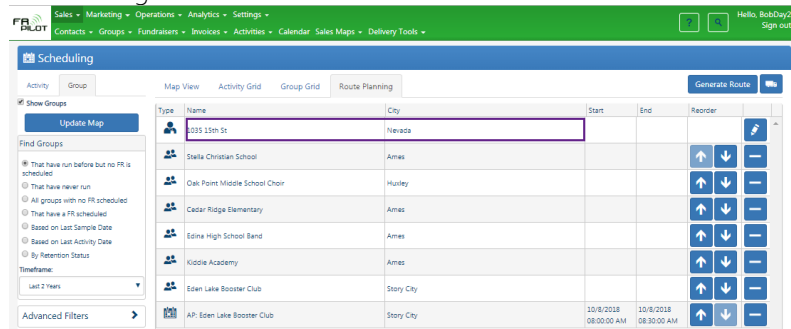 Sales Marketing Operations Analytics Settings
FR PILOT
Contacts Groups Fundraisers Invoices Activities Calendar Sales Maps Delivery Tools
? Hello, BobDay2
Sign out
Scheduling
Activity Group Map View Activity Grid Group Grid Route Planning Generate Route
Show Groups
Update Map
Find Groups
That have run before but no FR is
scheduled
That have never run
All groups with no FR scheduled
That have a FR scheduled
Based on Last Sample Date
Based on Last Activity Date
By Retention Status
Timeframe:
Last 2 Years
Advanced Filters
Type Name City Start End Reorder
1035 15th St Nevada
Stella Christian School Ames
Oak Point Middle School Choir Huxley
Cedar Ridge Elementary Ames
Edina High School Band Ames
Kiddie Academy Ames
Eden Lake Booster Club Story City
AP: Eden Lake Booster Club Story City 10/8/2018 10/8/2018
08:00:00 AM 08:30:00 AM